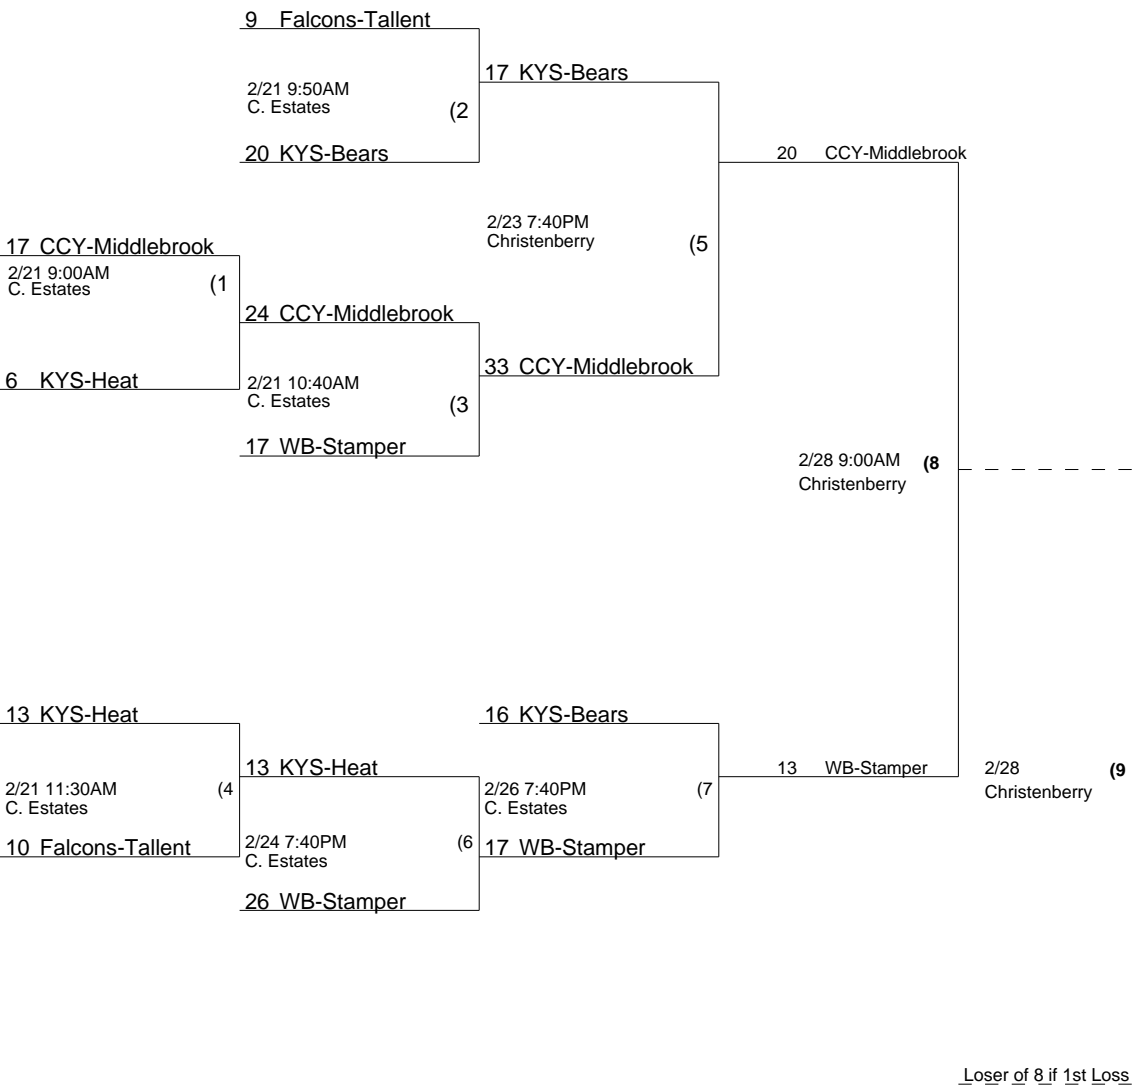 9 Falcons-Tallent
17 KYS-Bears
2/21 9:50AM
C. Estates
(2
20 KYS-Bears
20 CCY-Middlebrook
2/23 7:40PM
Christenberry
(5
17 CCY-Middlebrook
2/21 9:00AM
C. Estates
(1
24 CCY-Middlebrook
33 CCY-Middlebrook
6 KYS-Heat
2/21 10:40AM
C. Estates
(3
17 WB-Stamper
2/28 9:00AM (8
Christenberry
13 KYS-Heat
16 KYS-Bears
13 KYS-Heat
13 WB-Stamper
2/28 (9
Christenberry
2/21 11:30AM (4
C. Estates
2/26 7:40PM (7
C. Estates
10 Falcons-Tallent
2/24 7:40PM (6
C. Estates
17 WB-Stamper
26 WB-Stamper
Loser of 8 if 1st Loss